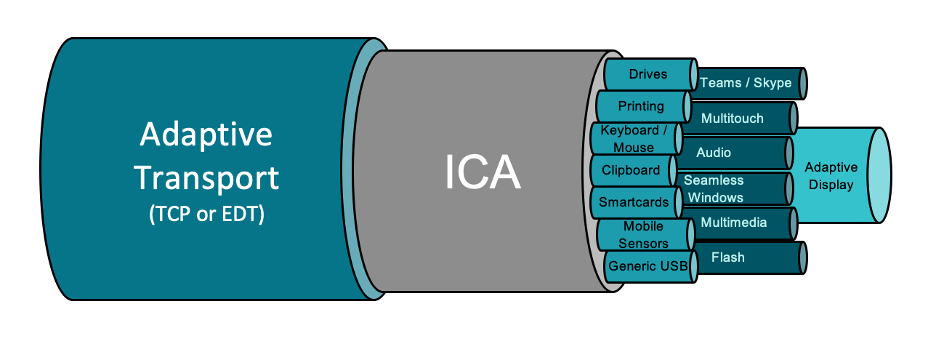 Adaptive
Transport
(TCP or EDT)
ICA
Drives
Printing
Keyboard /
Mouse
Clipboard
Smartcards
Mobile
Sensors
Generic USB
Teams / Skype
Multitouch
Audio
Seamless
Windows
Multimedia
Flash
Adaptive
Display